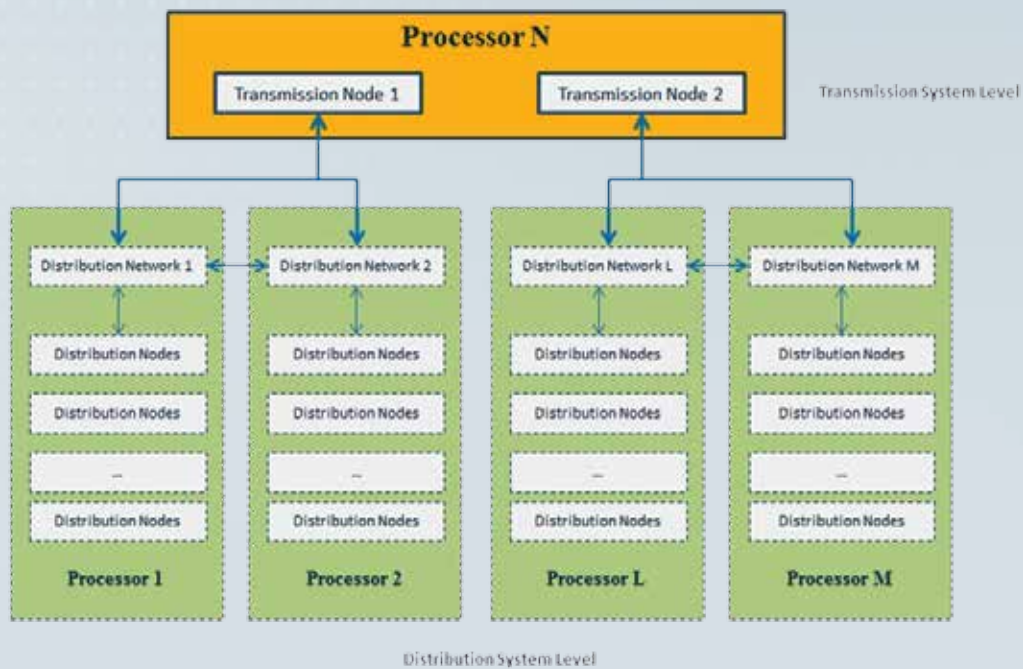 Processor N
Transmission Node 1
Transmission Node 2
Transmission System Level
Distribution Network 1
Distribution Network 2
Distribution Network L
Distribution Network M
Distribution Nodes
Distribution Nodes
Distribution Nodes
Distribution Nodes
Distribution Nodes
Distribution Nodes
Distribution Nodes
Distribution Nodes
...
...
...
...
Distribution Nodes
Distribution Nodes
Distribution Nodes
Distribution Nodes
Processor 1
Processor 2
Processor L
Processor M
Distribution System Level